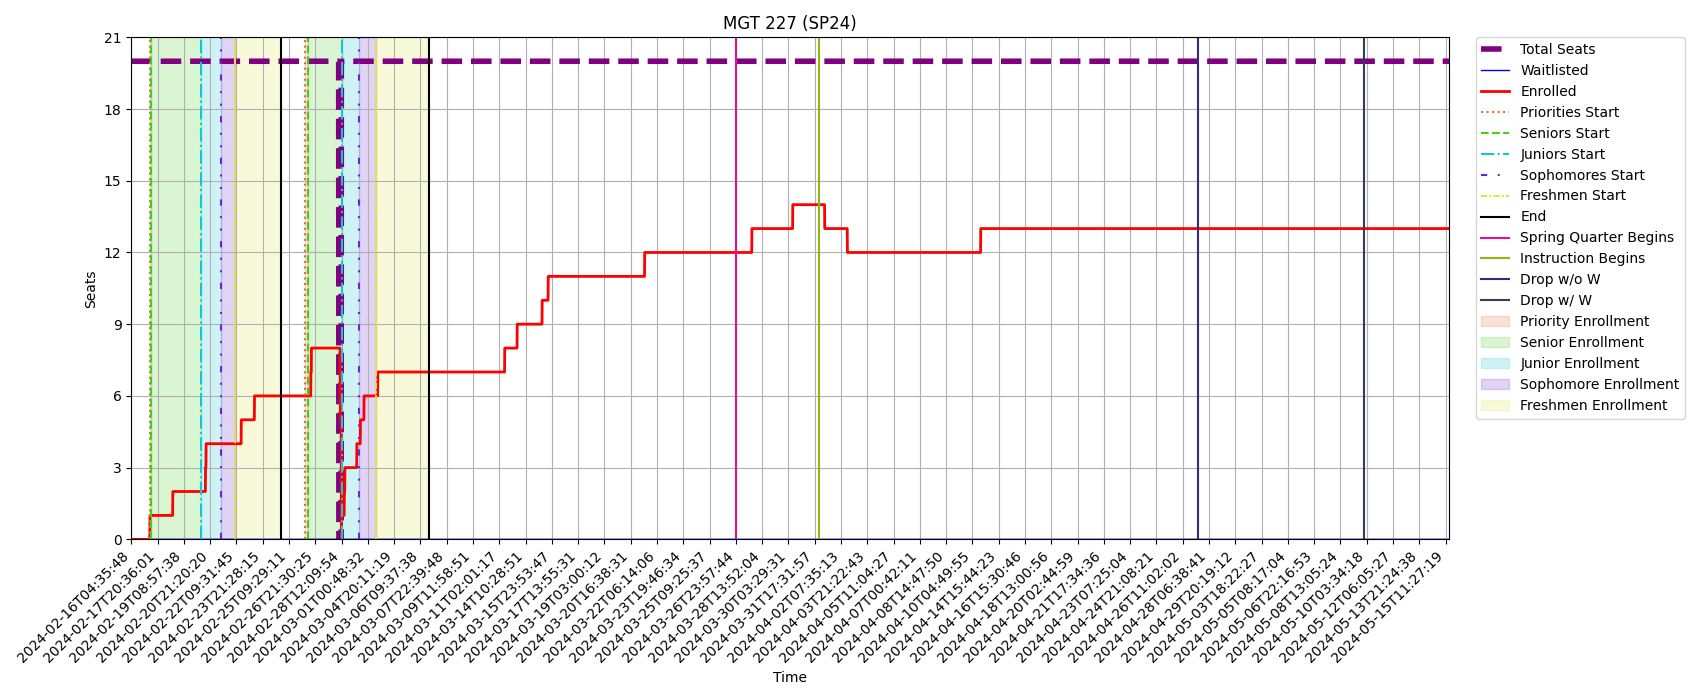 MGT 227 (SP24)
Seats
21
18
15
12
9
6
3
0
2024-02-16T04:35:48
2024-02-17T20:36:01
2024-02-19T08:57:38
2024-02-20T21:20:20
2024-02-22T09:31:45
2024-02-23T21:28:15
2024-02-25T09:29:11
2024-02-26T21:30:25
2024-02-28T12:09:54
2024-03-01T00:48:32
2024-03-04T20:11:19
2024-03-06T09:37:38
2024-03-07T22:39:48
2024-03-09T11:58:51
2024-03-11T02:01:17
2024-03-14T10:28:51
2024-03-15T23:53:47
2024-03-17T13:55:31
2024-03-19T03:00:12
2024-03-20T16:38:31
2024-03-22T06:14:06
2024-03-23T19:46:34
2024-03-25T09:25:37
2024-03-26T23:57:44
2024-03-28T13:52:04
2024-03-30T03:29:31
2024-03-31T17:31:57
2024-04-02T07:35:13
2024-04-03T21:22:43
2024-04-05T11:04:27
2024-04-07T00:42:11
2024-04-08T14:47:50
2024-04-10T04:49:55
2024-04-14T15:44:23
2024-04-16T15:30:46
2024-04-18T13:00:56
2024-04-20T02:44:59
2024-04-21T17:34:36
2024-04-23T07:25:04
2024-04-24T21:08:21
2024-04-26T11:02:02
2024-04-28T06:38:41
2024-04-29T20:19:12
2024-05-03T18:22:27
2024-05-05T08:17:04
2024-05-06T22:16:53
2024-05-08T13:05:24
2024-05-10T03:34:18
2024-05-12T06:05:27
2024-05-13T21:24:38
2024-05-15T11:27:19
Time
Total Seats
Waitlisted
Enrolled
Priorities Start
Seniors Start
Juniors Start
Sophomores Start
Freshmen Start
End
Spring Quarter Begins
Instruction Begins
Drop w/o W
Drop w/ W
Priority Enrollment
Senior Enrollment
Junior Enrollment
Sophomore Enrollment
Freshmen Enrollment